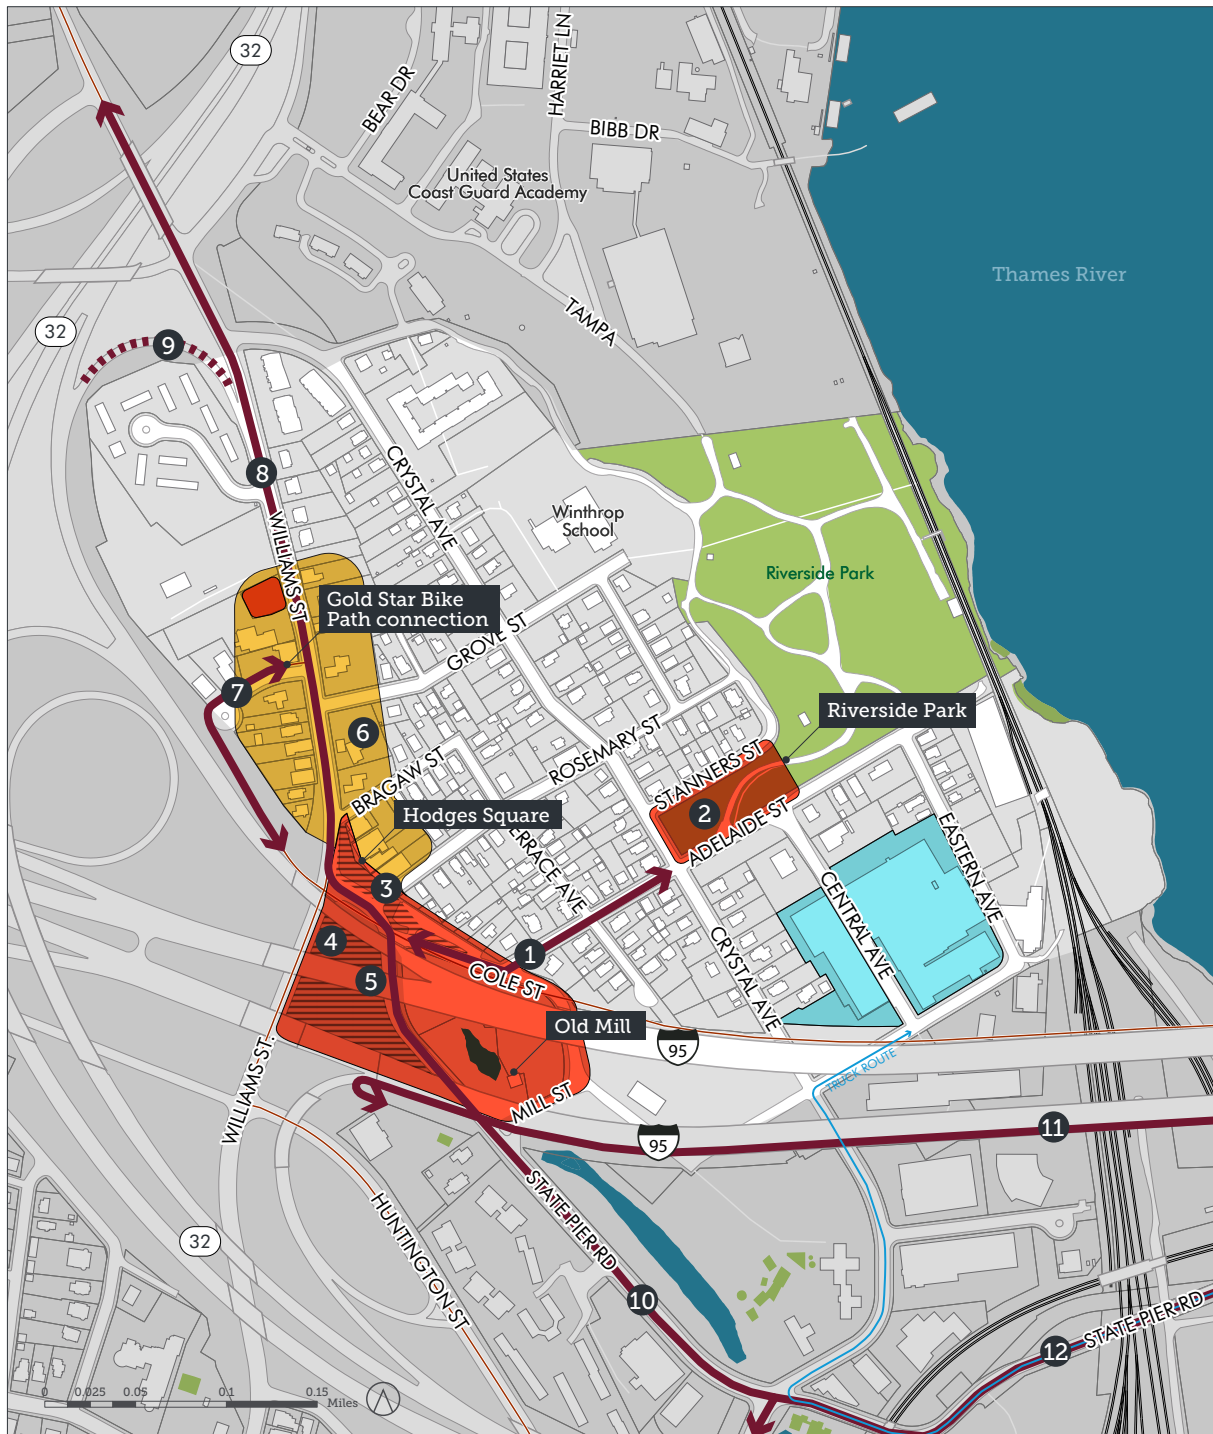 32
BEAR DR
HARRIET LN
BIBB DR
United States
Coast Guard Academy
Thames River
TAMPA
32
9
8
CRYSTAL AVE
WILLIAMS ST
Winthrop
School
Riverside Park
Gold Star Bike
Path connection
GROVE ST
7
6
Riverside Park
ROSEMARY ST
BRAGAW ST
STANNERS ST
2
ADELAIDE ST
Hodges Square
ERRACE AVE
EASTERN AVE
CENTRAL AVE
3
4
1
5
COLE ST
CRYSTAL AVE
Old Mill
95
TRUCK ROUTE
MILL ST
WILLIAMS ST.
95
11
STATE PIER RD
HUNTINGTON ST
32
10
STATE PIER RD
12
0 0.025 0.05 0.1 0.15
Miles